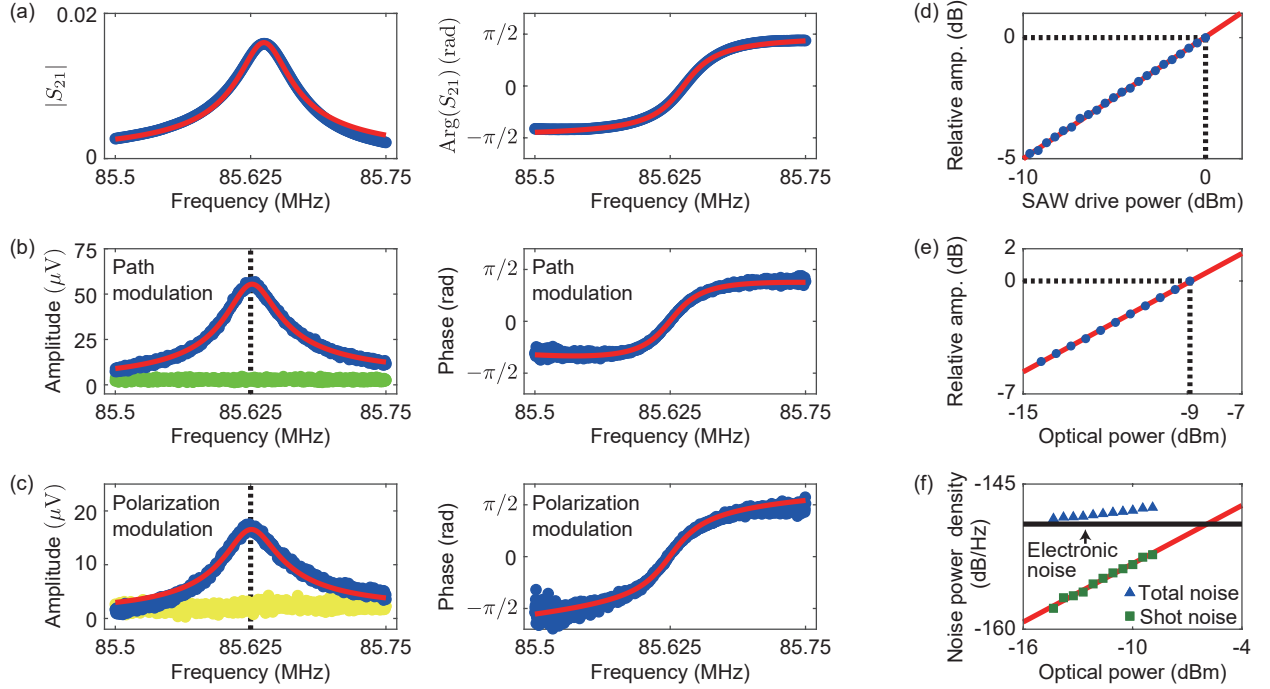 (a)
0.02
|S21|
0
85.5
85.625
85.75
Frequency (MHz)
Arg(S21) (rad)
π/2
0
−π/2
85.5
85.625
85.75
Frequency (MHz)
(b)
Amplitude (μV)
75
50
25
0
Path
modulation
85.5
85.625
85.75
Frequency (MHz)
Phase (rad)
π/2
0
−π/2
Path
modulation
85.5
85.625
85.75
Frequency (MHz)
(c)
Amplitude (μV)
20
10
0
Polarization
modulation
85.5
85.625
85.75
Frequency (MHz)
Phase (rad)
π/2
0
−π/2
Polarization
modulation
85.5
85.625
85.75
Frequency (MHz)
(d)
Relative amp. (dB)
0
-5
-10
0
SAW drive power (dBm)
(e)
Relative amp. (dB)
2
0
-7
-15
-9
-7
Optical power (dBm)
(f)
Noise power density
(dB/Hz)
-145
-160
Electronic
noise
Total noise
Shot noise
-16
-10
-4
Optical power (dBm)